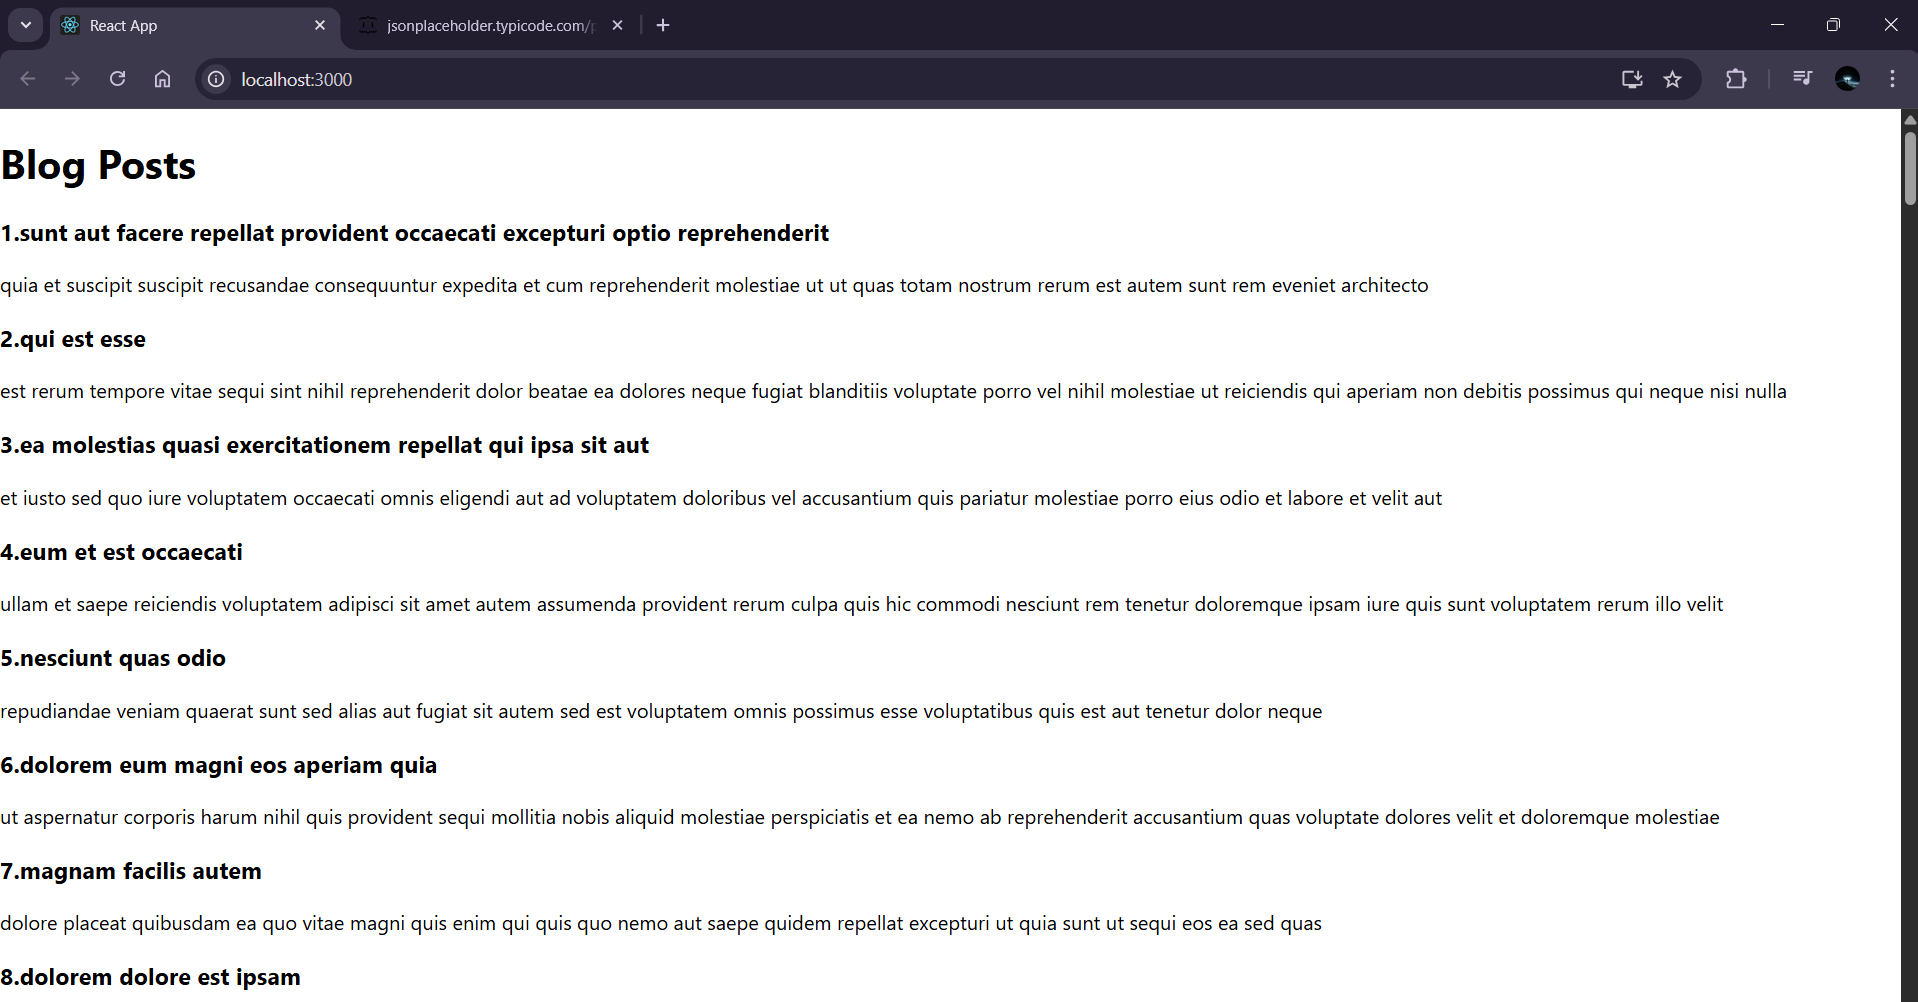 React App
jsonplaceholder.typicode.com/
localhost:3000
Blog Posts
1.sunt aut facere repellat provident occaecati excepturi optio reprehenderit
quia et suscipit suscipit recusandae consequuntur expedita et cum reprehenderit molestiae ut ut quas totam nostrum rerum est autem sunt rem eveniet architecto
2.qui est esse
est rerum tempore vitae sequi sint nihil reprehenderit dolor beatae ea dolores neque fugiat blanditiis voluptate porro vel nihil molestiae ut reiciendis qui aperiam non debitis possimus qui neque nisi nulla
3.ea molestias quasi exercitationem repellat qui ipsa sit aut
et iusto sed quo iure voluptatem occaecati omnis eligendi aut ad voluptatem doloribus vel accusantium quis pariatur molestiae porro eius odio et labore et velit aut
4.eum et est occaecati
ullam et saepe reiciendis voluptatem adipisci sit amet autem assumenda provident rerum culpa quis hic commodi nesciunt rem tenetur doloremque ipsam iure quis sunt voluptatem rerum illo velit
5.nesciunt quas odio
repudiandae veniam quaerat sunt sed alias aut fugiat sit autem sed est voluptatem omnis possimus esse voluptatibus quis est aut tenetur dolor neque
6.dolorem eum magni eos aperiam quia
ut aspernatur corporis harum nihil quis provident sequi mollitia nobis aliquid molestiae perspiciatis et ea nemo ab reprehenderit accusantium quas voluptate dolores velit et doloremque molestiae
7.magnam facilis autem
dolore placeat quibusdam ea quo vitae magni quis enim qui quis quo nemo aut saepe quidem repellat excepturi ut quia sunt ut sequi eos ea sed quas
8.dolorem dolore est ipsam